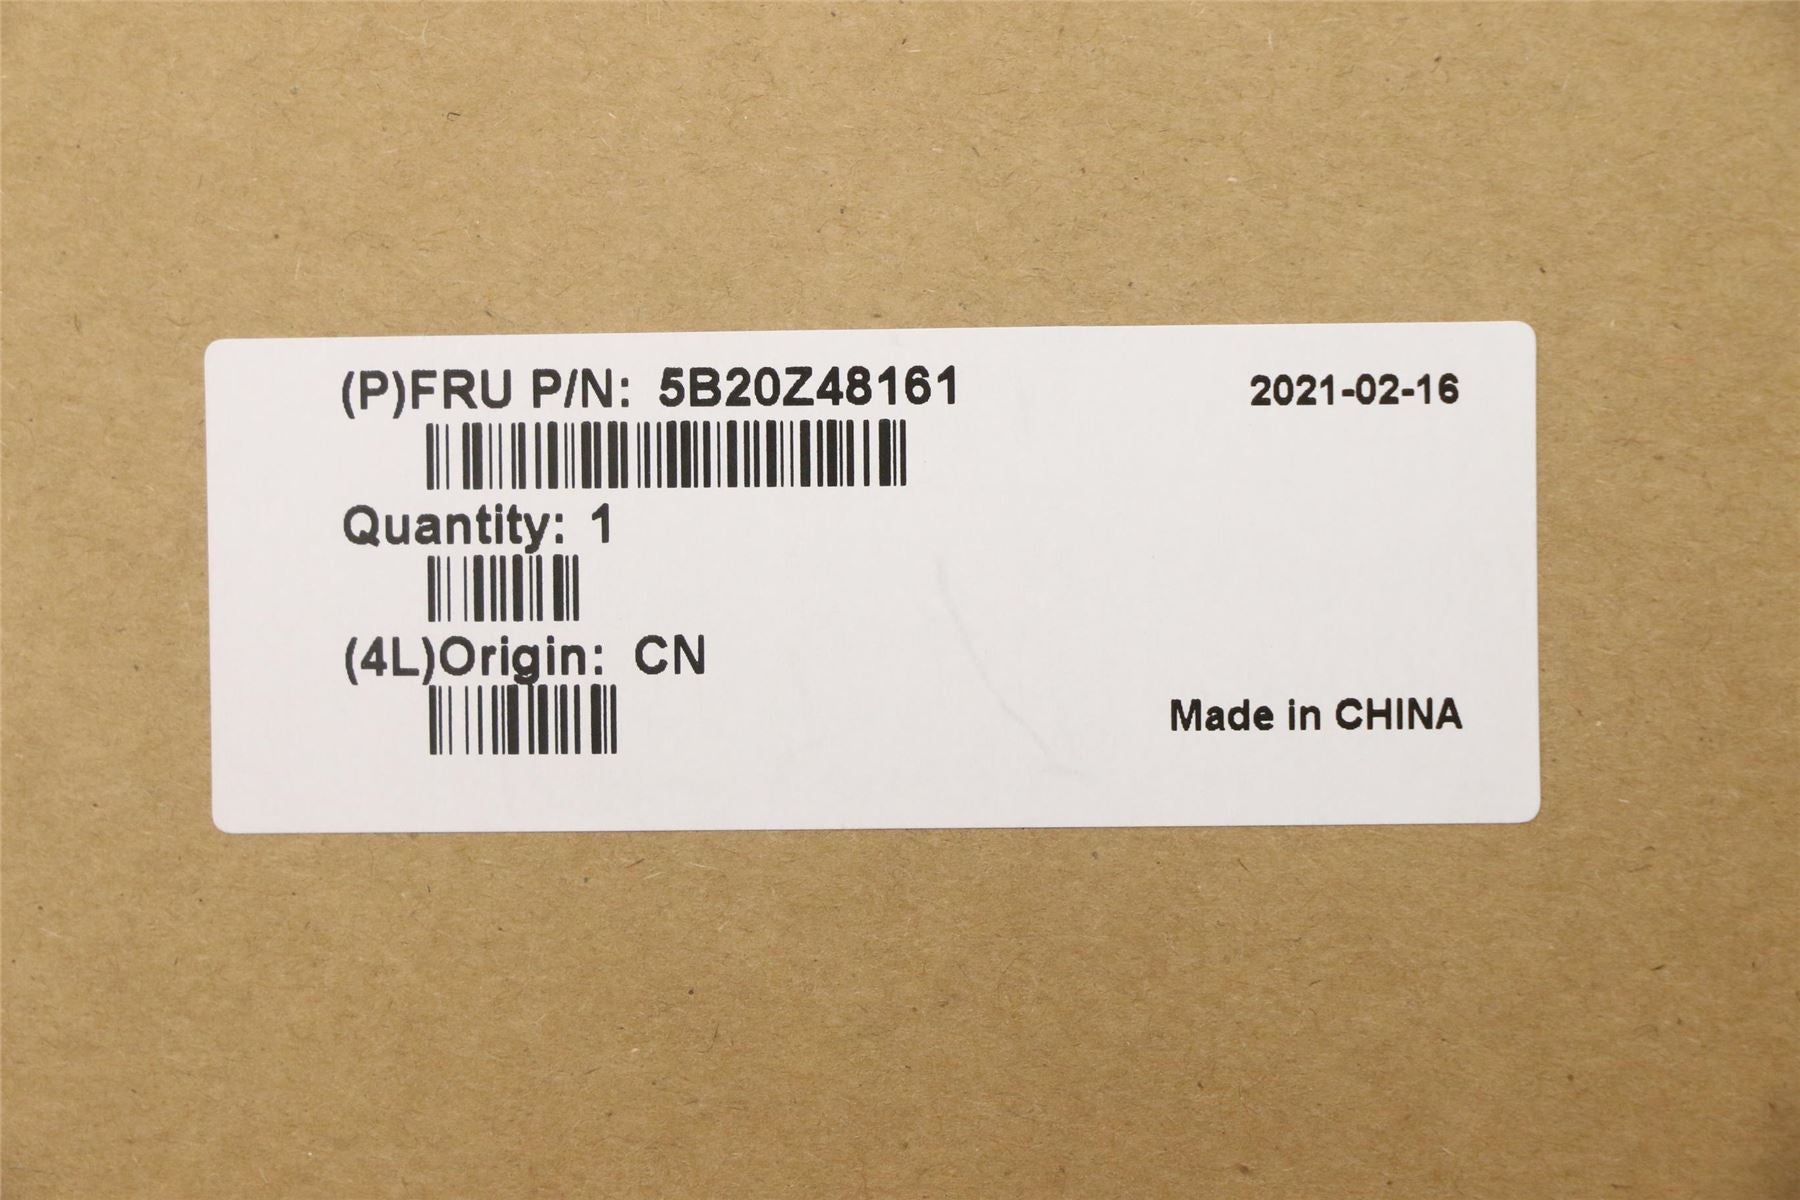 (P)FRU P/N: 5B20Z48161
2021-02-16
Quantity: 1
(4L)Origin: CN
Made in CHINA